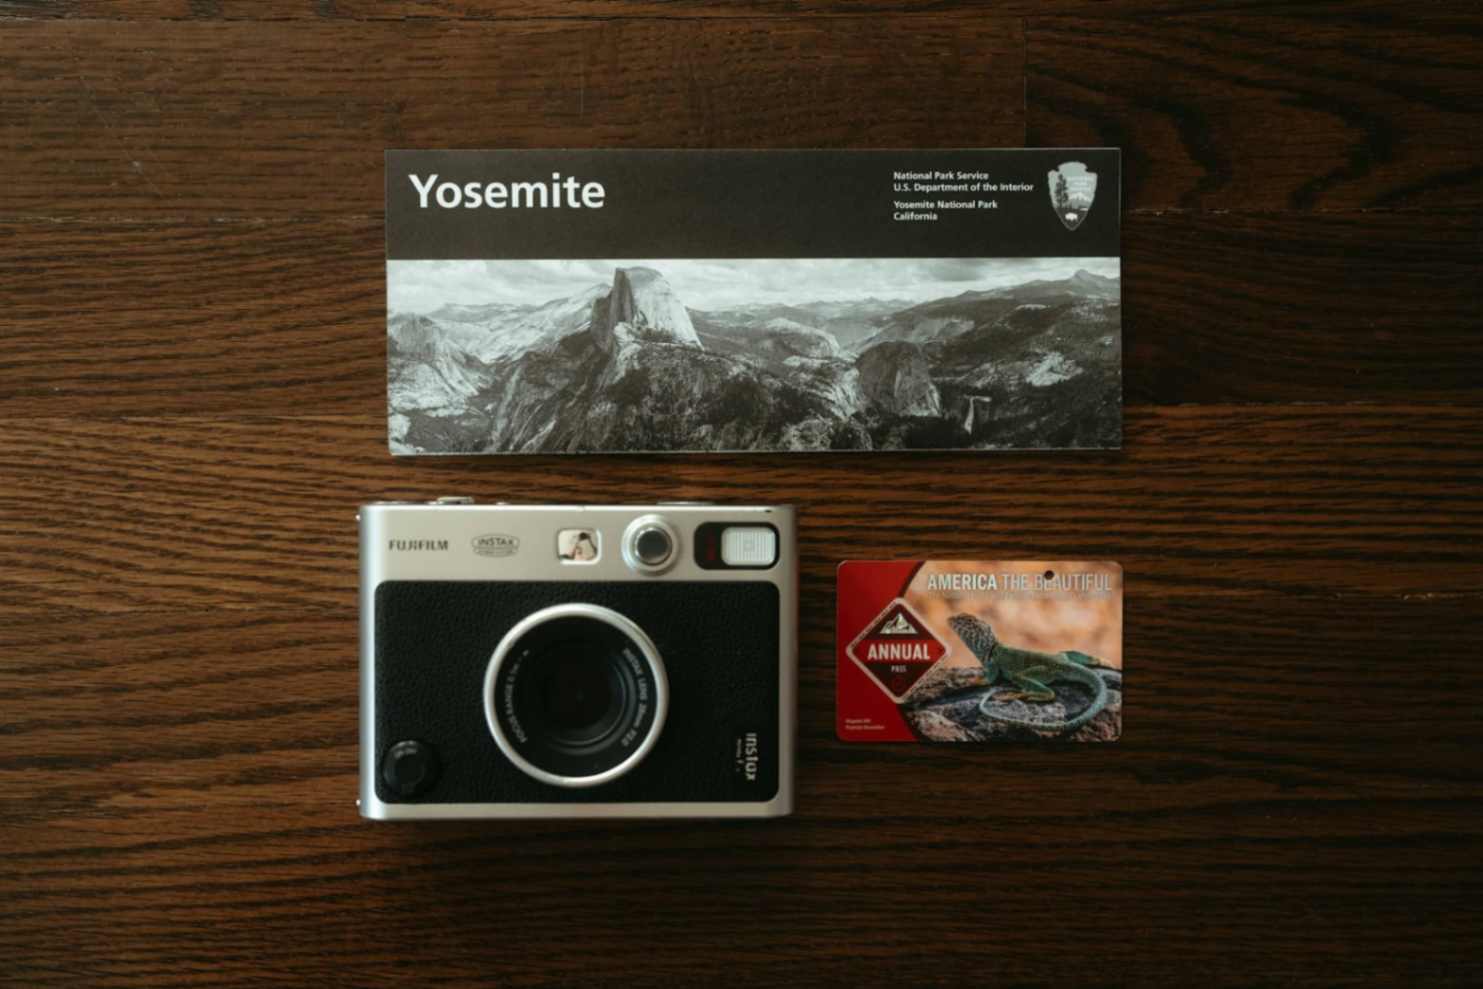 Yosemite
National Park Service
U.S. Department of the Interior
Yosemite National Park
California
FUJIFILM
INSTAX
AMERICA THE BEAUTIFUL
ANNUAL
PASS
instax